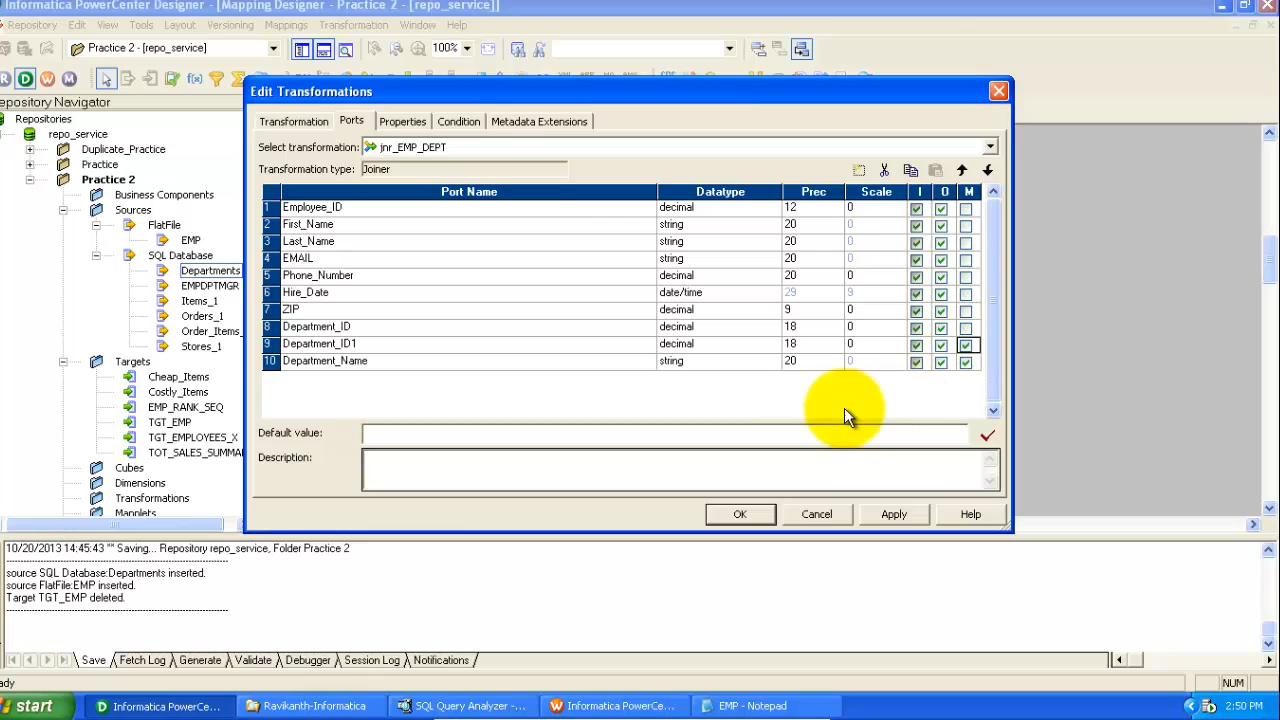 Informatica PowerCenter Designer - [Mapping Designer - Practice 2 - [repo_service]]
Repository Edit View Tools Layout Versioning Mappings Transformation Window Help
Practice 2 - [repo_service] 100%
R D W M f(x) Σ
epository Navigator
Repositories
repo_service
Duplicate_Practice
Practice
Practice 2
Business Components
Sources
FlatFile
EMP
SQL Database
Departments
EMPDPTMGR
Items_1
Orders_1
Order_Items_
Stores_1
Targets
Cheap_Items
Costly_Items
EMP_RANK_SEQ
TGT_EMP
TGT_EMPLOYEES_X
TOT_SALES_SUMMA
Cubes
Dimensions
Transformations
Mapplets
Edit Transformations
Transformation Ports Properties Condition Metadata Extensions
Select transformation: jnr_EMP_DEPT
Transformation type: Joiner
Port Name Datatype Prec Scale I O M
1 Employee_ID decimal 12 0
2 First_Name string 20 0
3 Last_Name string 20 0
4 EMAIL string 20 0
5 Phone_Number decimal 20 0
6 Hire_Date date/time 29 9
7 ZIP decimal 9 0
8 Department_ID decimal 18 0
9 Department_ID1 decimal 18 0
10 Department_Name string 20 0
Default value:
Description:
OK Cancel Apply Help
10/20/2013 14:45:43 ** Saving... Repository repo_service, Folder Practice 2
source SQL Database:Departments inserted.
source FlatFile:EMP inserted.
Target TGT_EMP deleted.
Save Fetch Log Generate Validate Debugger Session Log Notifications
ady NUM
start Informatica PowerCe... Ravikanth-Informatica SQL Query Analyzer -... Informatica PowerCe... EMP - Notepad 2:50 PM